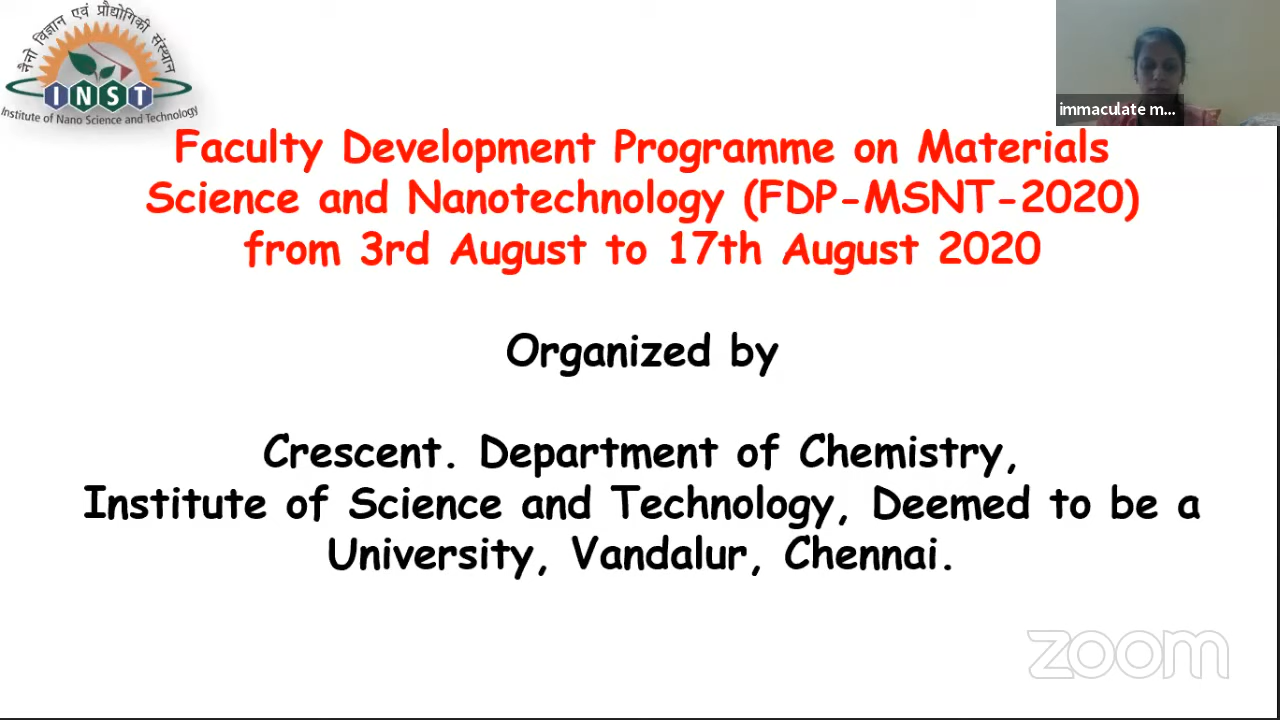 नैनो विज्ञान एवं प्रौद्योगिकी संस्थान
INST
Institute of Nano Science and Technology
immaculate m...
Faculty Development Programme on Materials
Science and Nanotechnology (FDP-MSNT-2020)
from 3rd August to 17th August 2020
Organized by
Crescent. Department of Chemistry,
Institute of Science and Technology, Deemed to be a
University, Vandalur, Chennai.
zoom